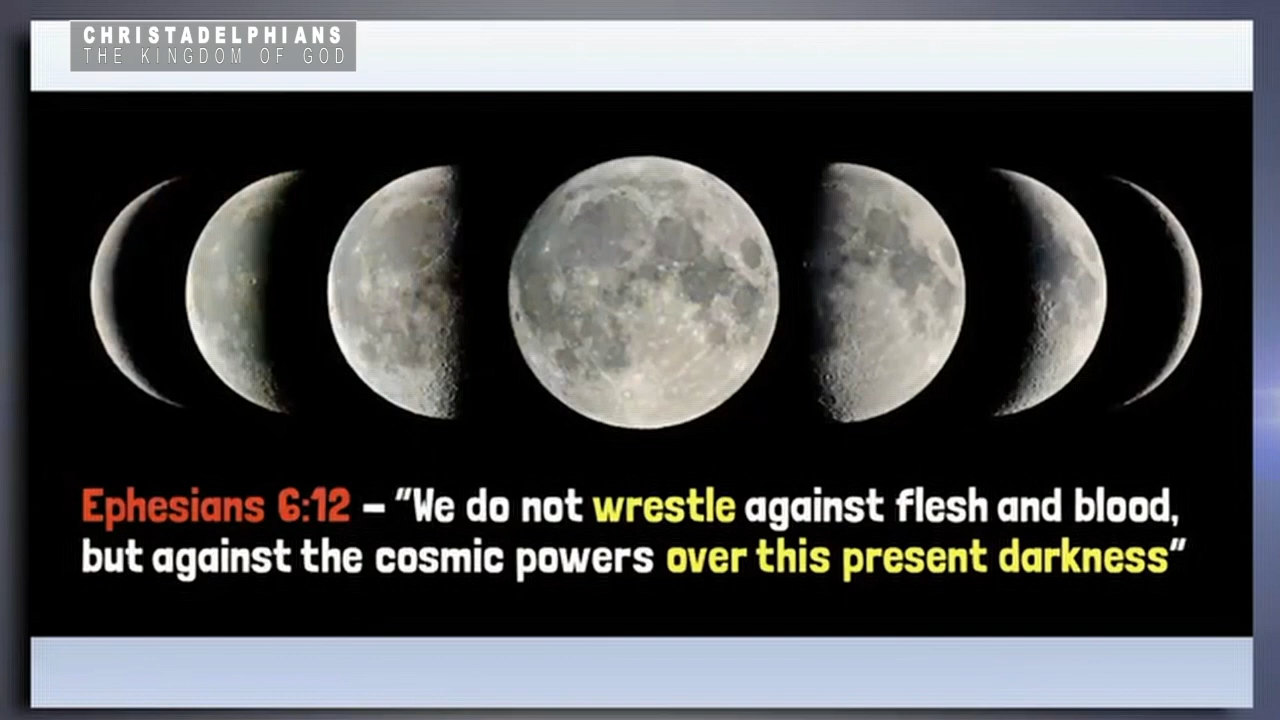 CHRISTADELPHIANS
THE KINGDOM OF GOD
Ephesians 6:12 – "We do not wrestle against flesh and blood,
but against the cosmic powers over this present darkness"